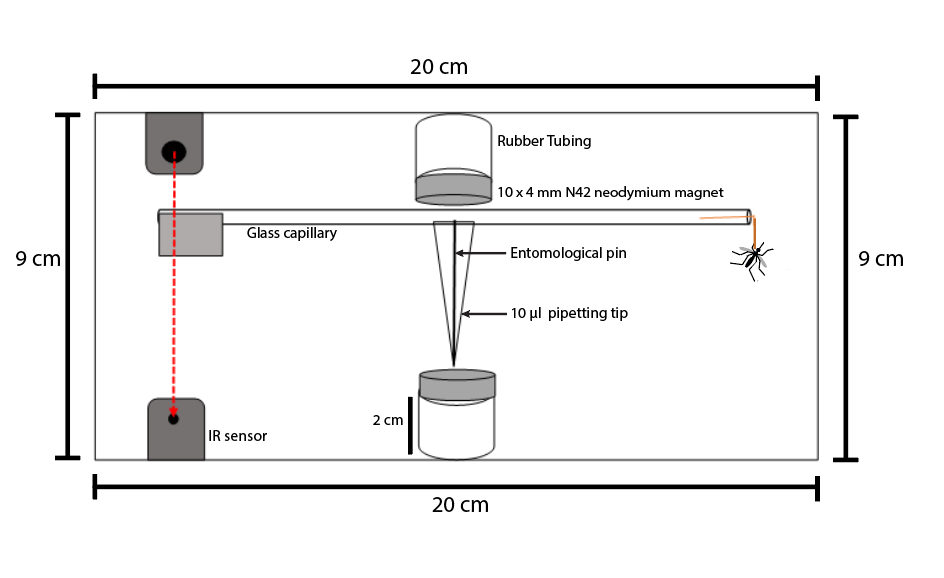 20 cm
Rubber Tubing
10 x 4 mm N42 neodymium magnet
Glass capillary
9 cm
Entomological pin
9 cm
10 µl pipetting tip
2 cm
IR sensor
20 cm